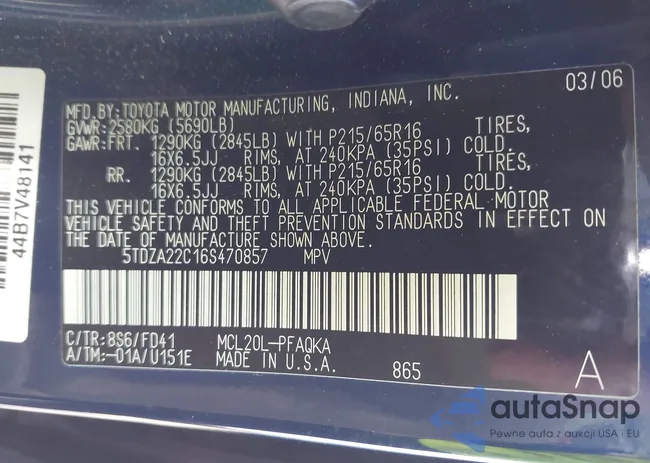 03/06
MFD.BY:TOYOTA MOTOR MANUFACTURING, INDIANA, INC.
GVWR:2580KG (5690LB)
GAWR:FRT. 1290KG (2845LB) WITH P215/65R16 TIRES,
16X6.5JJ RIMS, AT 240KPA (35PSI) COLD.
RR. 1290KG (2845LB) WITH P215/65R16 TIRES,
16X6.5JJ RIMS, AT 240KPA (35PSI) COLD.
THIS VEHICLE CONFORMS TO ALL APPLICABLE FEDERAL MOTOR
VEHICLE SAFETY AND THEFT PREVENTION STANDARDS IN EFFECT ON
THE DATE OF MANUFACTURE SHOWN ABOVE.
5TDZA22C16S470857 MPV
C/TR:8S6/FD41 MCL20L-PFAQKA
A/TM:-01A/U151E MADE IN U.S.A. 865 A
44B7V48141
autaSnap
Pewne auta z aukcji USA i EU